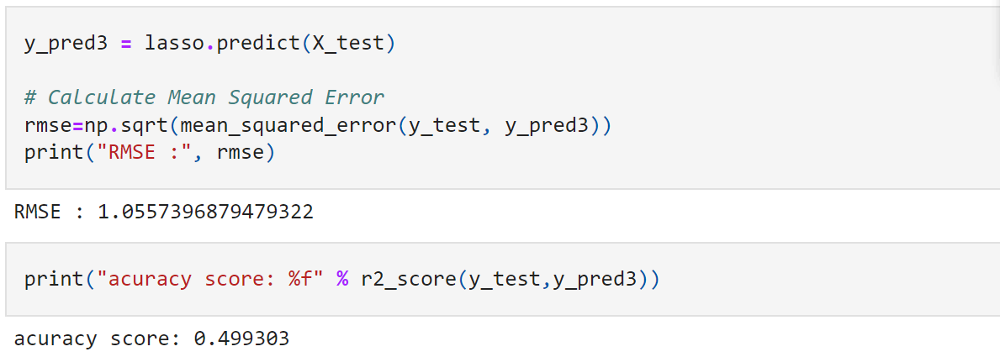 y_pred3 = lasso.predict(X_test)
# Calculate Mean Squared Error
rmse=np.sqrt(mean_squared_error(y_test, y_pred3))
print("RMSE :", rmse)
RMSE : 1.0557396879479322
print("acuracy score: %f" % r2_score(y_test,y_pred3))
acuracy score: 0.499303